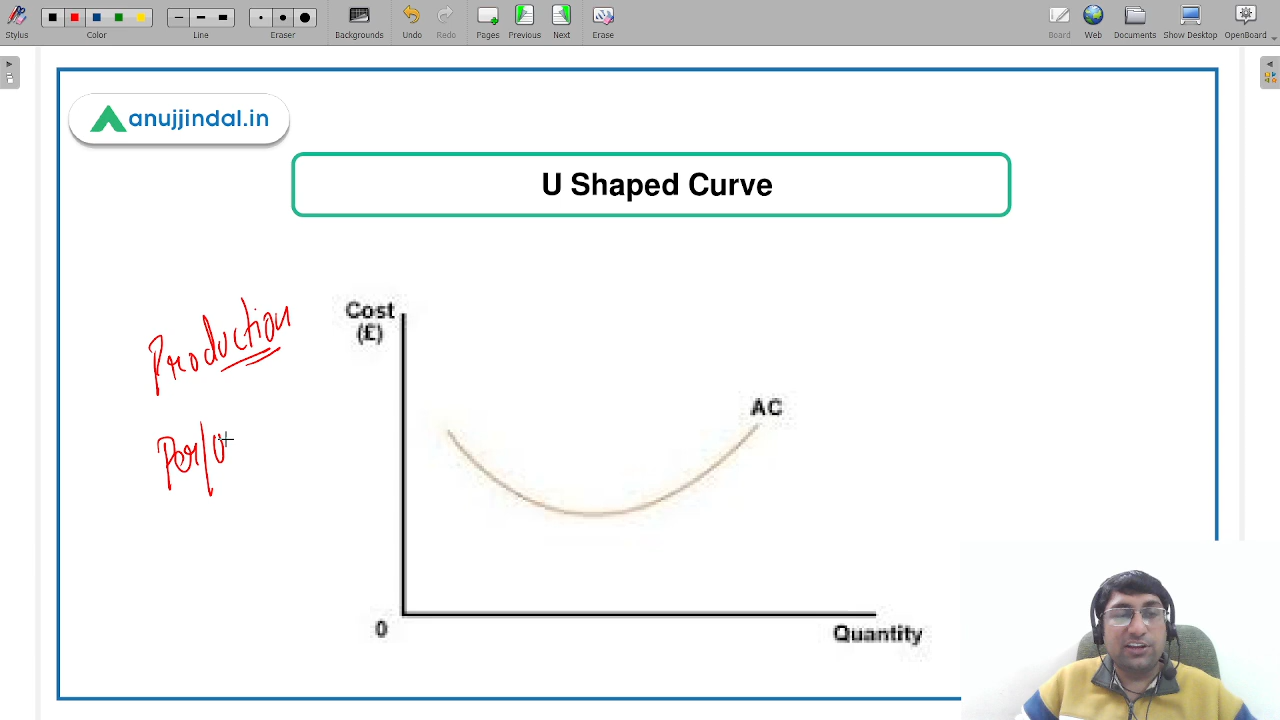 Stylus
Color
Line
Eraser
Backgrounds
Undo
Redo
Pages
Previous
Next
Erase
Board
Web
Documents
Show Desktop
OpenBoard
anujjindal.in
U Shaped Curve
Production
Per/U
Cost
(£)
AC
0
Quantity